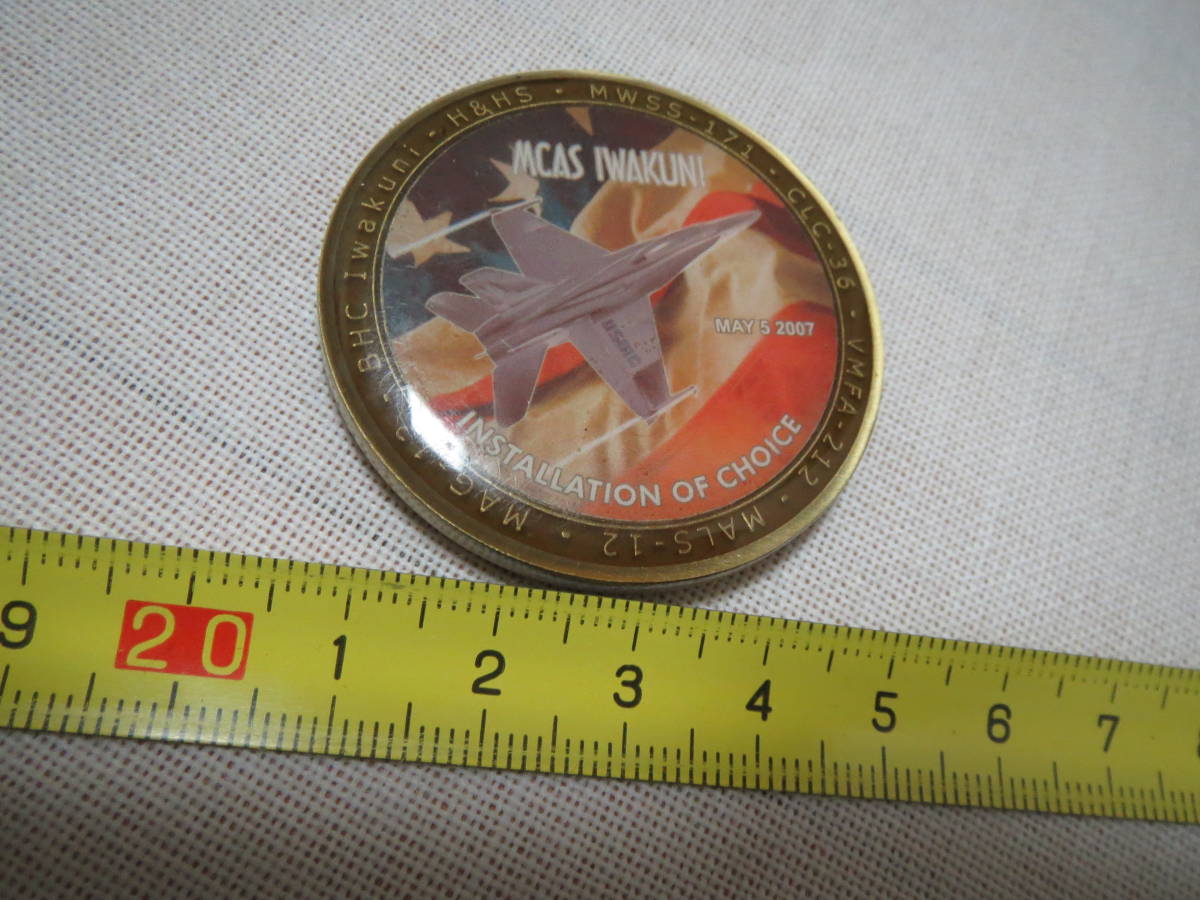 MCAS IWAKUNI
MAY 5 2007
INSTALLATION OF CHOICE
BHC Iwakuni • H&HS • MWSS-171 • CLC-36 • VMFA-212 • MALS-12 •
9 20 1 2 3 4 5 6 7